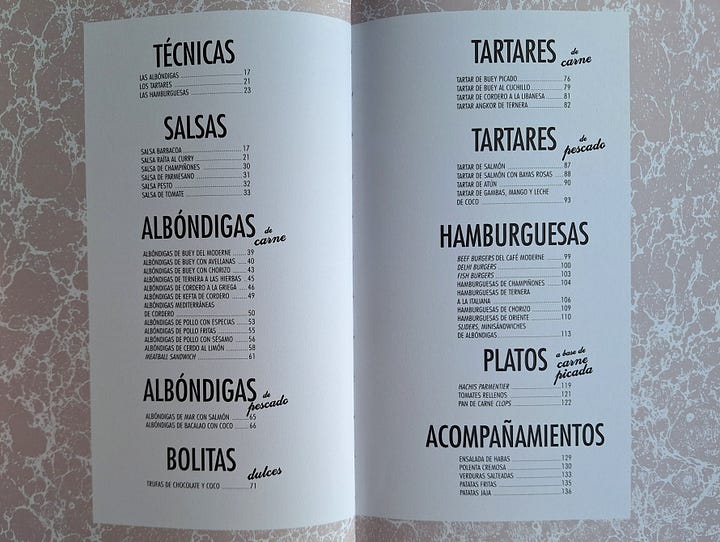 TÉCNICAS
LAS ALBÓNDIGAS 17
LOS TARTARES 21
LAS HAMBURGUESAS 23
SALSAS
SALSA BARBACOA 17
SALSA RAÏTA AL CURRY 21
SALSA DE CHAMPIÑONES 30
SALSA DE PARMESANO 31
SALSA PESTO 32
SALSA DE TOMATE 33
ALBÓNDIGAS de carne
ALBÓNDIGAS DE BUEY DEL MODERNE 39
ALBÓNDIGAS DE BUEY CON AVELLANAS 40
ALBÓNDIGAS DE BUEY CON CHORIZO 43
ALBÓNDIGAS DE TERNERA A LAS HIERBAS 45
ALBÓNDIGAS DE CORDERO A LA GRIEGA 46
ALBÓNDIGAS DE KEFTA DE CORDERO 49
ALBÓNDIGAS MEDITERRÁNEAS
DE CORDERO 50
ALBÓNDIGAS DE POLLO CON ESPECIAS 53
ALBÓNDIGAS DE POLLO FRITAS 55
ALBÓNDIGAS DE POLLO CON SÉSAMO 56
ALBÓNDIGAS DE CERDO AL LIMÓN 58
MEATBALL SANDWICH 61
ALBÓNDIGAS de pescado
ALBÓNDIGAS DE MAR CON SALMÓN 65
ALBÓNDIGAS DE BACALAO CON COCO 66
BOLITAS dulces
TRUFAS DE CHOCOLATE Y COCO 71
TARTARES de carne
TARTAR DE BUEY PICADO 76
TARTAR DE BUEY AL CUCHILLO 79
TARTAR DE CORDERO A LA LIBANESA 81
TARTAR ANGKOR DE TERNERA 82
TARTARES de pescado
TARTAR DE SALMÓN 87
TARTAR DE SALMÓN CON BAYAS ROSAS 88
TARTAR DE ATÚN 90
TARTAR DE GAMBAS, MANGO Y LECHE
DE COCO 93
HAMBURGUESAS
BEEF BURGERS DEL CAFÉ MODERNE 99
DELHI BURGERS 100
FISH BURGERS 103
HAMBURGUESAS DE CHAMPIÑONES 104
HAMBURGUESAS DE TERNERA
A LA ITALIANA 106
HAMBURGUESAS DE CHORIZO 109
HAMBURGUESAS DE ORIENTE 110
SLIDERS, MINISÁNDWICHES
DE ALBÓNDIGAS 113
PLATOS a base de carne picada
HACHIS PARMENTIER 119
TOMATES RELLENOS 121
PAN DE CARNE CLOPS 122
ACOMPAÑAMIENTOS
ENSALADA DE HABAS 129
POLENTA CREMOSA 130
VERDURAS SALTEADAS 133
PATATAS FRITAS 135
PATATAS JAJA 136